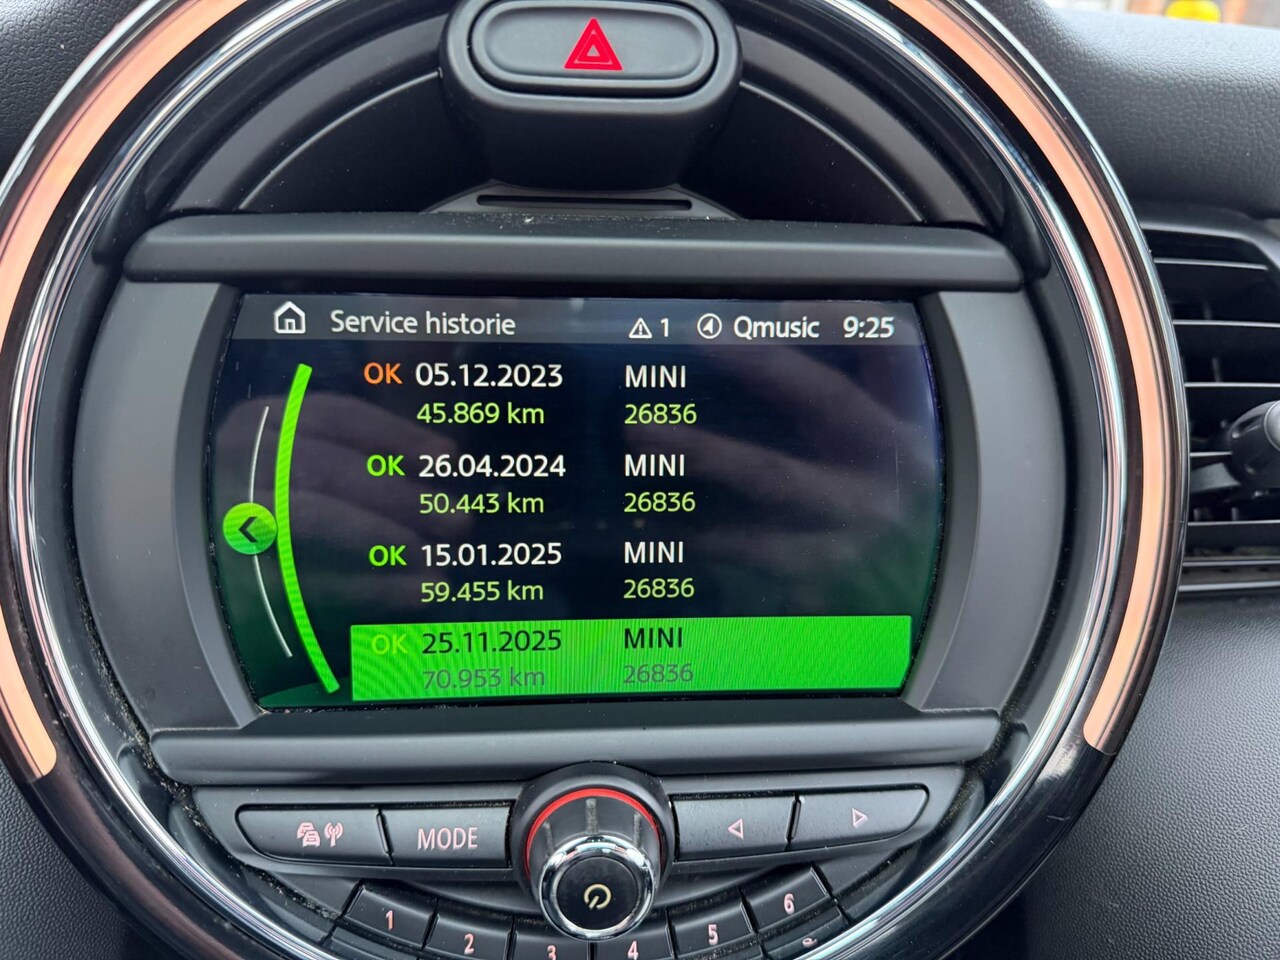 Service historie 1 Qmusic 9:25
OK 05.12.2023 MINI
45.869 km 26836
OK 26.04.2024 MINI
50.443 km 26836
OK 15.01.2025 MINI
59.455 km 26836
OK 25.11.2025 MINI
70.953 km 26836
MODE
1 2 3 4 5 6